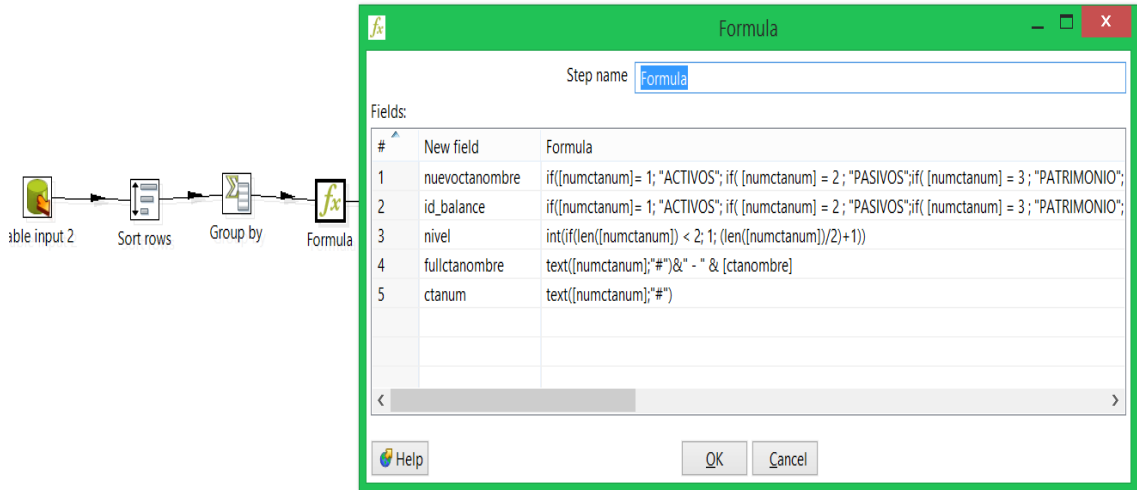 Formula
Step name Formula
Fields:
# New field Formula
1 nuevoctanombre if([numctanum]= 1; "ACTIVOS"; if( [numctanum] = 2 ; "PASIVOS";if( [numctanum] = 3 ; "PATRIMONIO";
2 id_balance if([numctanum]= 1; "ACTIVOS"; if( [numctanum] = 2 ; "PASIVOS";if( [numctanum] = 3 ; "PATRIMONIO";
3 nivel int(if(len([numctanum]) < 2; 1; (len([numctanum])/2)+1))
4 fullctanombre text([numctanum];"#")&" - " & [ctanombre]
5 ctanum text([numctanum];"#")
able input 2 Sort rows Group by Formula
Help OK Cancel